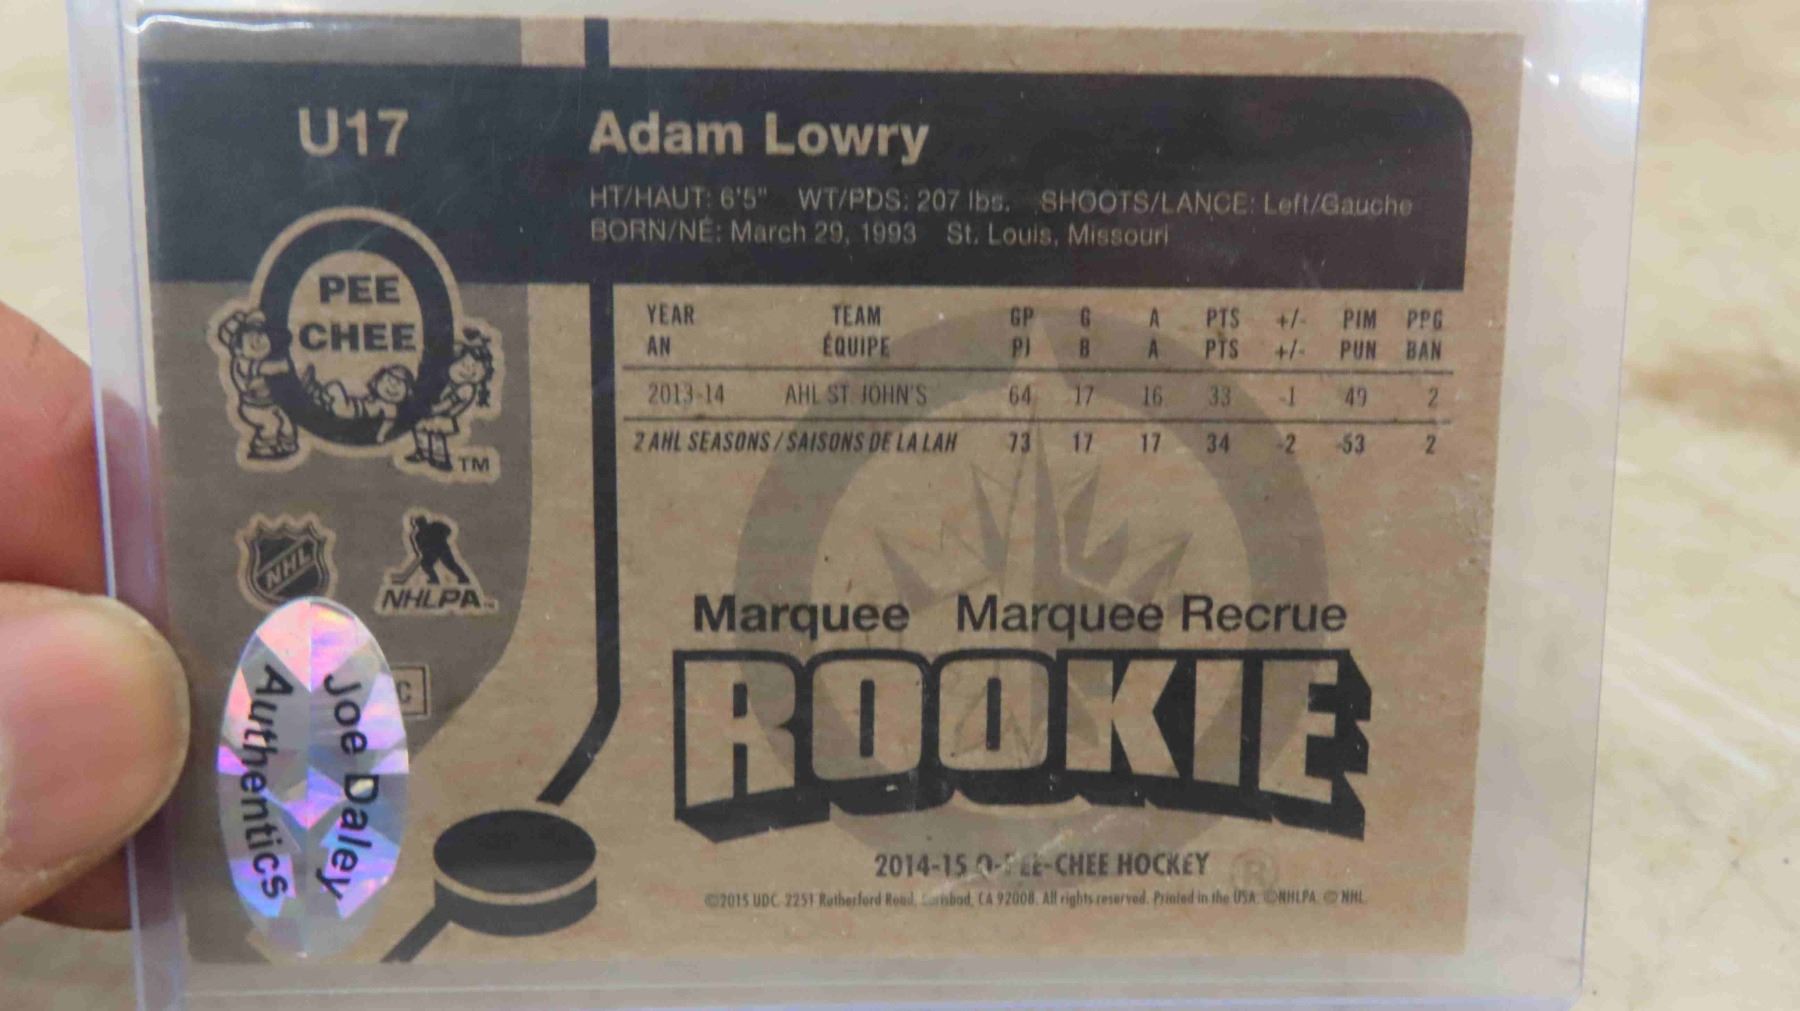 U17
Adam Lowry
HT/HAUT: 6'5" WT/PDS: 207 lbs. SHOOTS/LANCE: Left/Gauche
BORN/NÉ: March 29, 1993 St. Louis, Missouri
PEE
CHEE
TM
YEAR TEAM GP G A PTS +/- PIM PPG
AN ÉQUIPE PJ B A PTS +/- PUN BAN
2013-14 AHL ST. JOHN'S 64 17 16 33 -1 49 2
2 AHL SEASONS / SAISONS DE LA LAH 73 17 17 34 -2 53 2
NHL
NHLPA
Marquee Marquee Recrue
ROOKIE
C
Joe Daley
Authentics
2014-15 O-PEE-CHEE HOCKEY
©2015 UDC. 2251 Rutherford Road, Carlsbad, CA 92008. All rights reserved. Printed in the USA. ©NHLPA. © NHL